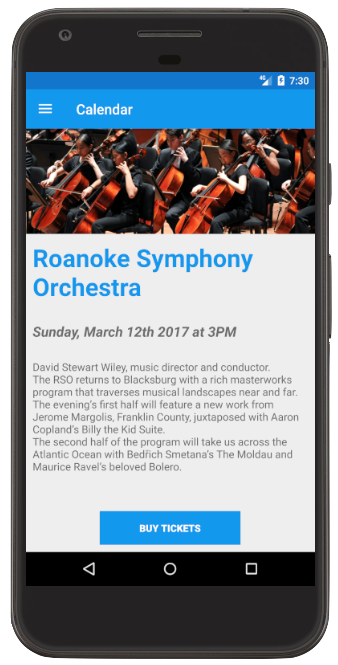 4G 7:30
Calendar
Roanoke Symphony
Orchestra
Sunday, March 12th 2017 at 3PM
David Stewart Wiley, music director and conductor.
The RSO returns to Blacksburg with a rich masterworks
program that traverses musical landscapes near and far.
The evening's first half will feature a new work from
Jerome Margolis, Franklin County, juxtaposed with Aaron
Copland's Billy the Kid Suite.
The second half of the program will take us across the
Atlantic Ocean with Bedřich Smetana's The Moldau and
Maurice Ravel's beloved Bolero.
BUY TICKETS